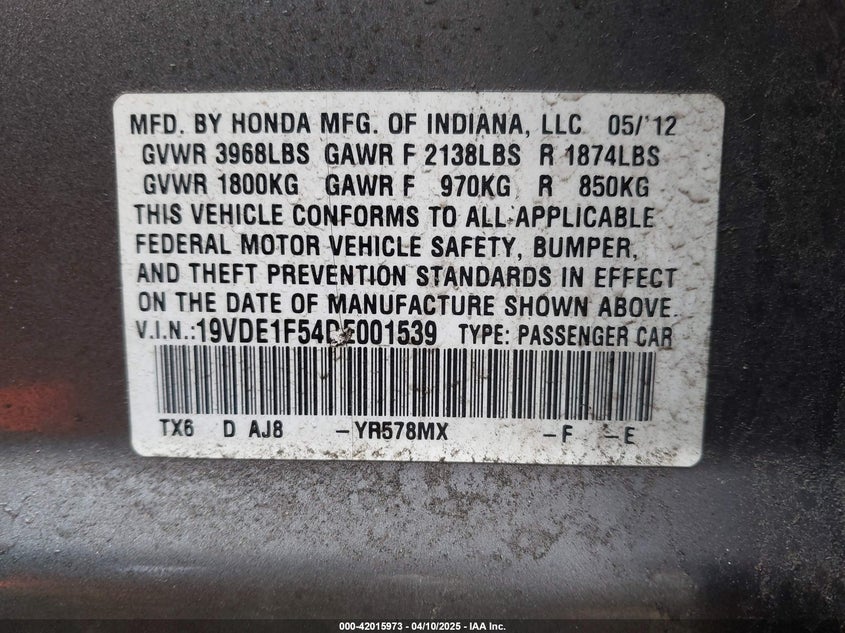 MFD. BY HONDA MFG. OF INDIANA, LLC 05/'12
GVWR 3968LBS GAWR F 2138LBS R 1874LBS
GVWR 1800KG GAWR F 970KG R 850KG
THIS VEHICLE CONFORMS TO ALL APPLICABLE
FEDERAL MOTOR VEHICLE SAFETY, BUMPER,
AND THEFT PREVENTION STANDARDS IN EFFECT
ON THE DATE OF MANUFACTURE SHOWN ABOVE.
V.I.N.:19VDE1F54DE001539 TYPE: PASSENGER CAR
TX6 D AJ8 –YR578MX –F –E
000-42015973 / 04/10/2025 - IAA Inc.